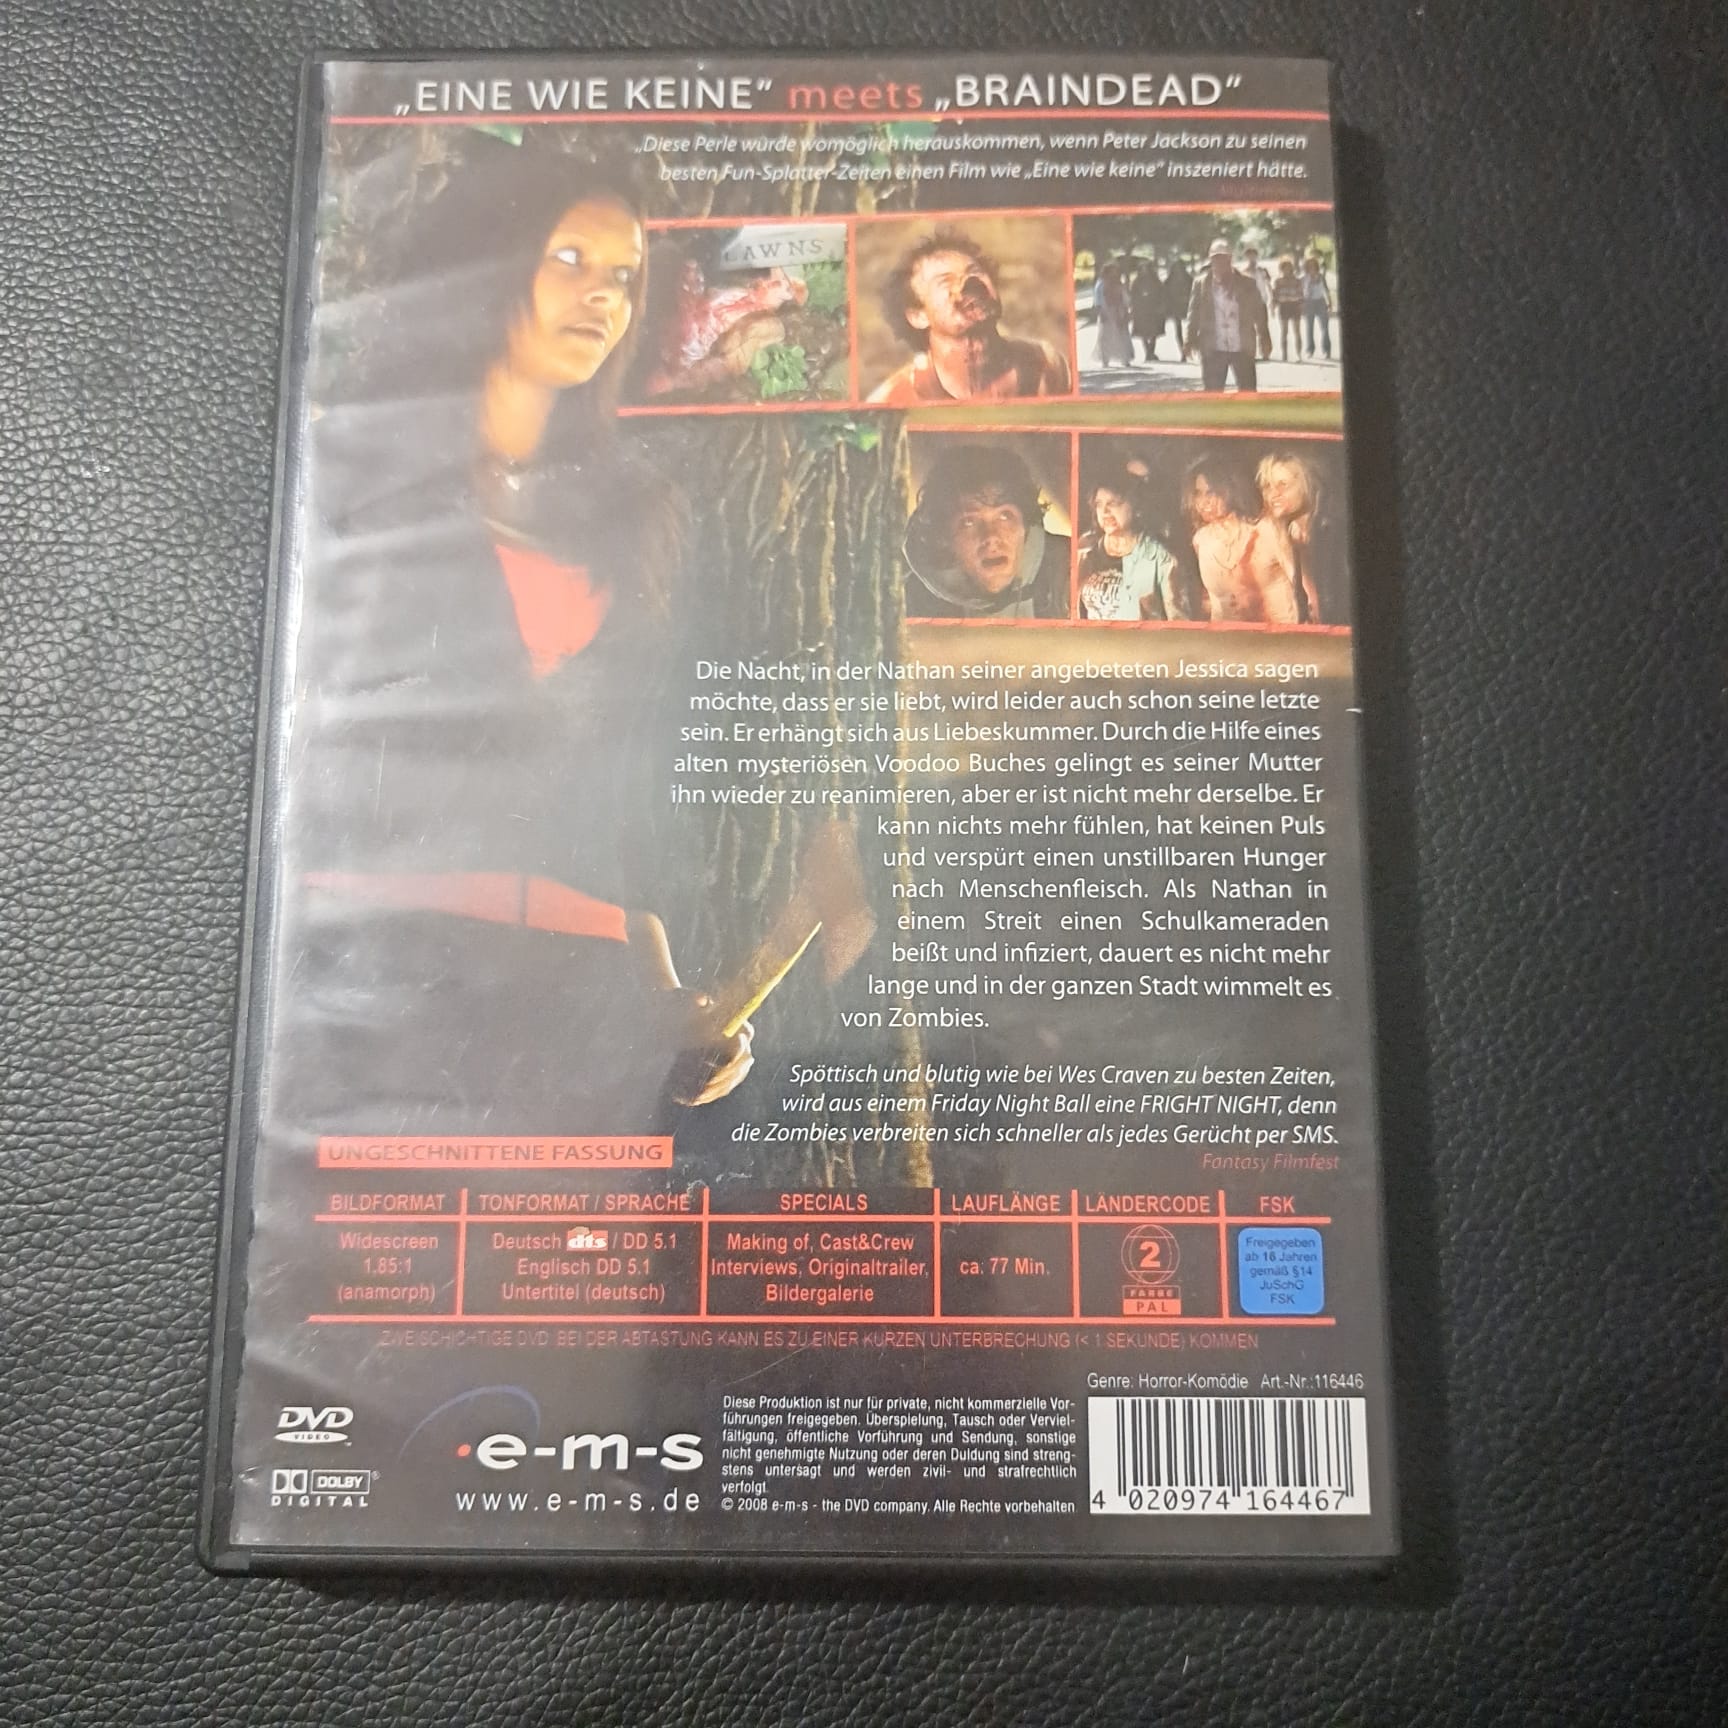 „EINE WIE KEINE“ meets „BRAINDEAD“
„Diese Perle würde womöglich herauskommen, wenn Peter Jackson zu seinen
besten Fun-Splatter-Zeiten einen Film wie „Eine wie keine“ inszeniert hätte.
LAWNS
Die Nacht, in der Nathan seiner angebeteten Jessica sagen
möchte, dass er sie liebt, wird leider auch schon seine letzte
sein. Er erhängt sich aus Liebeskummer. Durch die Hilfe eines
alten mysteriösen Voodoo Buches gelingt es seiner Mutter
ihn wieder zu reanimieren, aber er ist nicht mehr derselbe. Er
kann nichts mehr fühlen, hat keinen Puls
und verspürt einen unstillbaren Hunger
nach Menschenfleisch. Als Nathan in
einem Streit einen Schulkameraden
beißt und infiziert, dauert es nicht mehr
lange und in der ganzen Stadt wimmelt es
von Zombies.
Spöttisch und blutig wie bei Wes Craven zu besten Zeiten,
wird aus einem Friday Night Ball eine FRIGHT NIGHT, denn
die Zombies verbreiten sich schneller als jedes Gerücht per SMS.
Fantasy Filmfest
UNGESCHNITTENE FASSUNG
BILDFORMAT TONFORMAT / SPRACHE SPECIALS LAUFLÄNGE LÄNDERCODE FSK
Widescreen
1,85:1
(anamorph)
Deutsch dts / DD 5.1
Englisch DD 5.1
Untertitel (deutsch)
Making of, Cast&Crew
Interviews, Originaltrailer,
Bildergalerie
ca. 77 Min.
2
FARBE
PAL
Freigegeben
ab 16 Jahren
gemäß §14
JuSchG
FSK
ZWEISCHICHTIGE DVD. BEI DER ABTASTUNG KANN ES ZU EINER KURZEN UNTERBRECHUNG (< 1 SEKUNDE) KOMMEN
Genre: Horror-Komödie Art.-Nr.:116446
DVD
VIDEO
DOLBY
DIGITAL
e-m-s
www.e-m-s.de
Diese Produktion ist nur für private, nicht kommerzielle Vor-
führungen freigegeben. Überspielung, Tausch oder Verviel-
fältigung, öffentliche Vorführung und Sendung, sonstige
nicht genehmigte Nutzung oder deren Duldung sind streng-
stens untersagt und werden zivil- und strafrechtlich
verfolgt.
© 2008 e-m-s - the DVD company. Alle Rechte vorbehalten
4 020974 164467